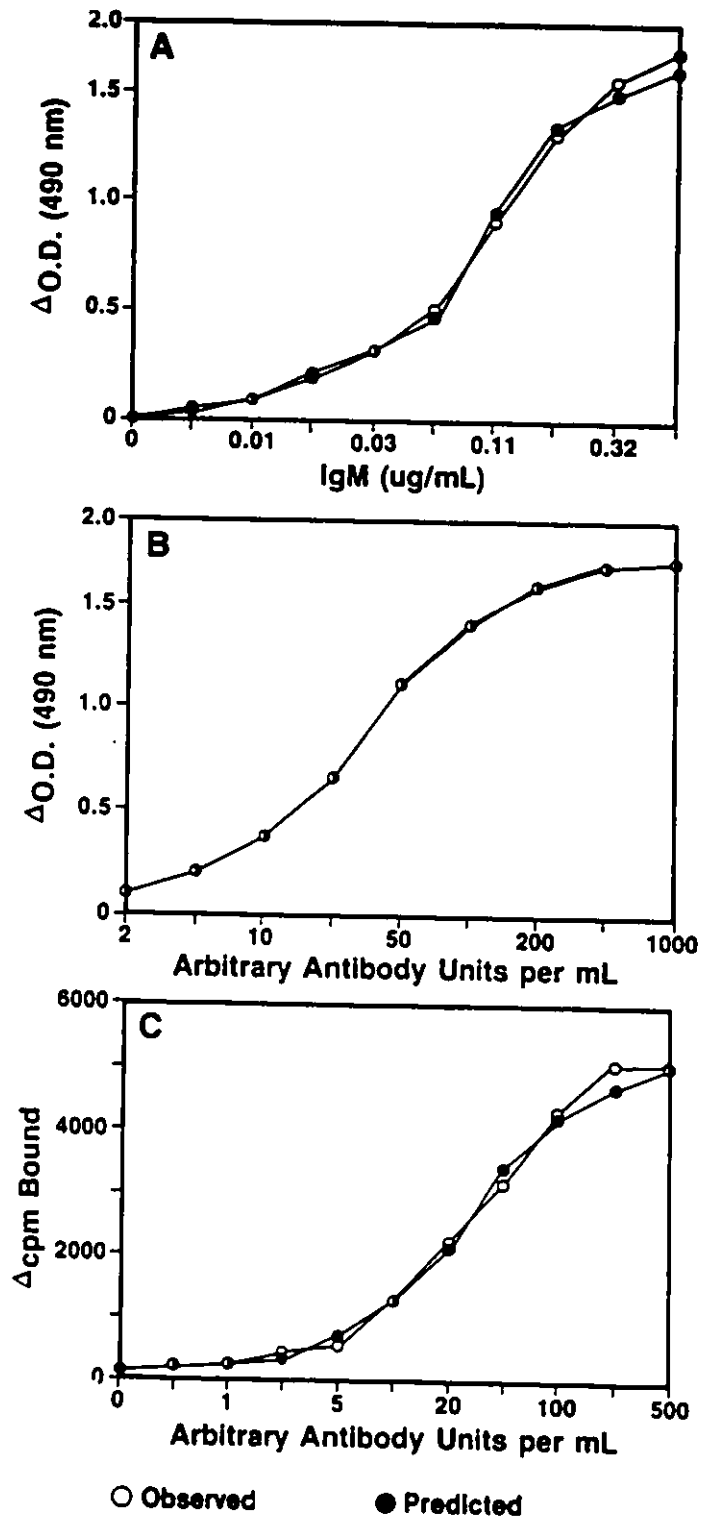 A
2.0
1.5
1.0
0.5
0
ΔO.D. (490 nm)
0 0.01 0.03 0.11 0.32
IgM (ug/mL)
B
2.0
1.5
1.0
0.5
0
ΔO.D. (490 nm)
2 10 50 200 1000
Arbitrary Antibody Units per mL
C
6000
4000
2000
0
Δcpm Bound
0 1 5 20 100 500
Arbitrary Antibody Units per mL
Observed Predicted